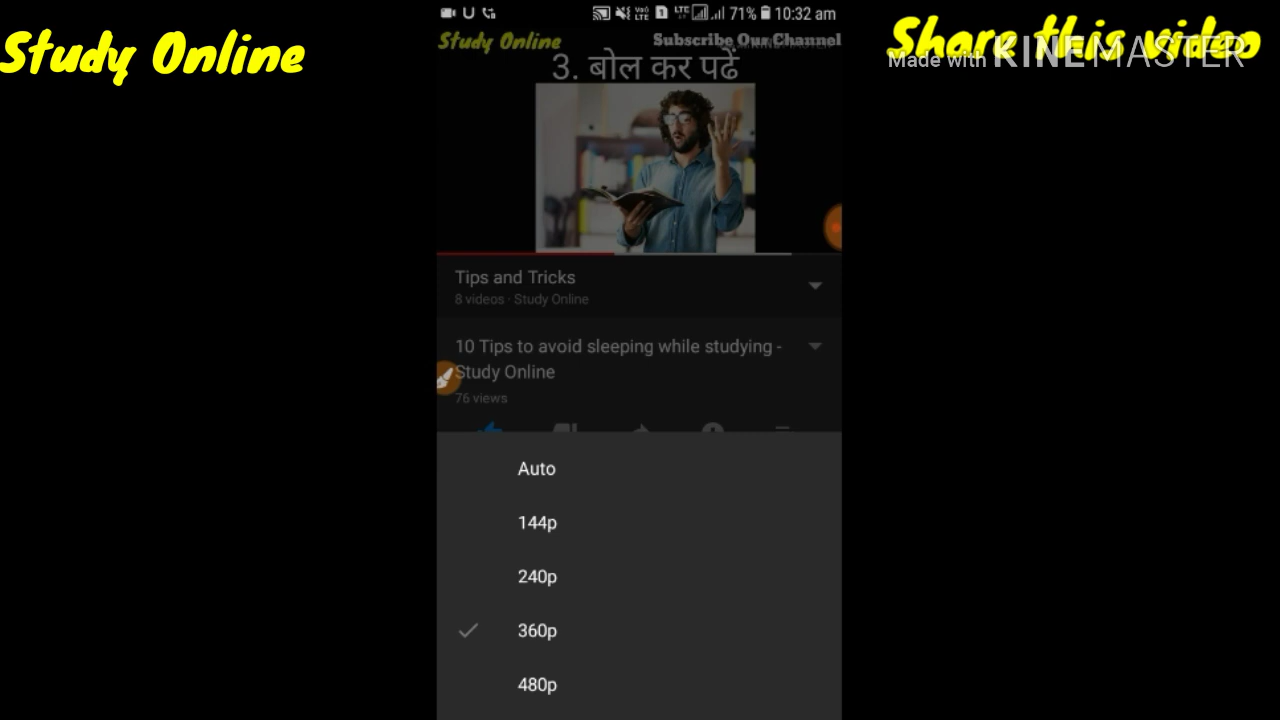 Study Online
Share this video
Made with KINEMASTER
LTE 71% 10:32 am
Study Online
Subscribe Our Channel
3. बोल कर पढें
Tips and Tricks
8 videos · Study Online
10 Tips to avoid sleeping while studying -
Study Online
76 views
Auto
144p
240p
360p
480p